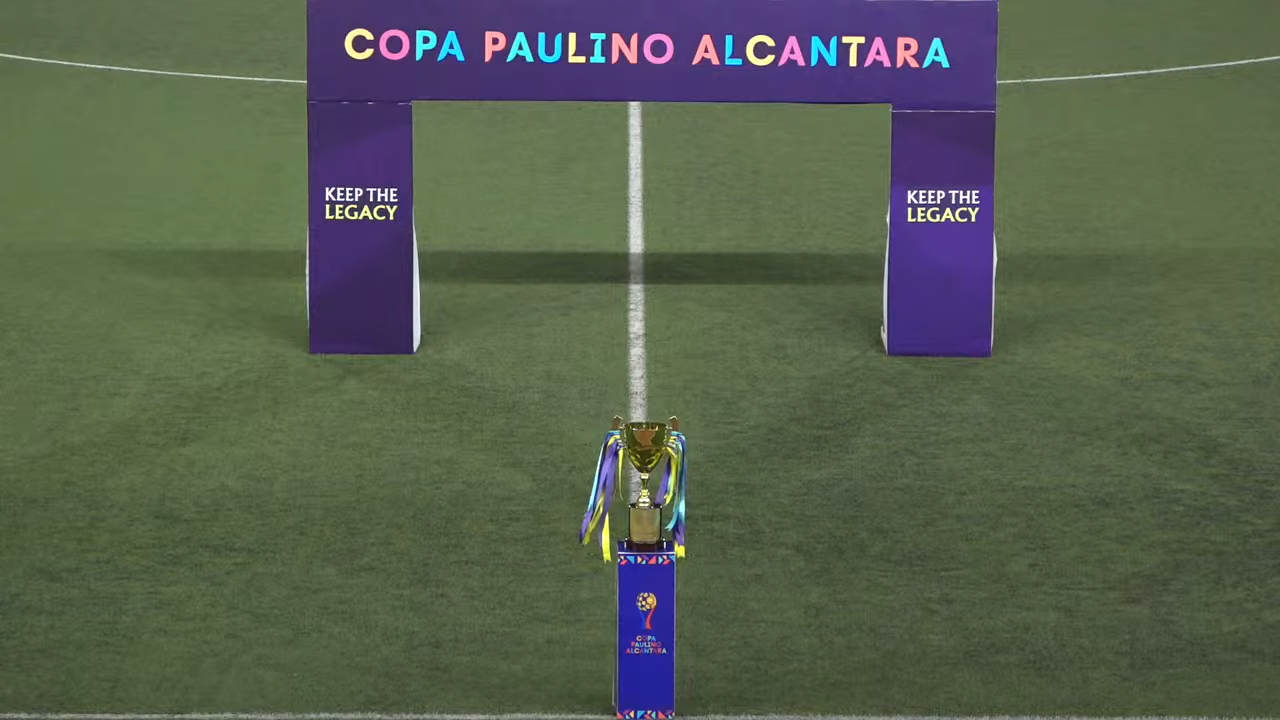 COPA PAULINO ALCANTARA
KEEP THE
LEGACY
KEEP THE
LEGACY
COPA
PAULINO
ALCANTARA